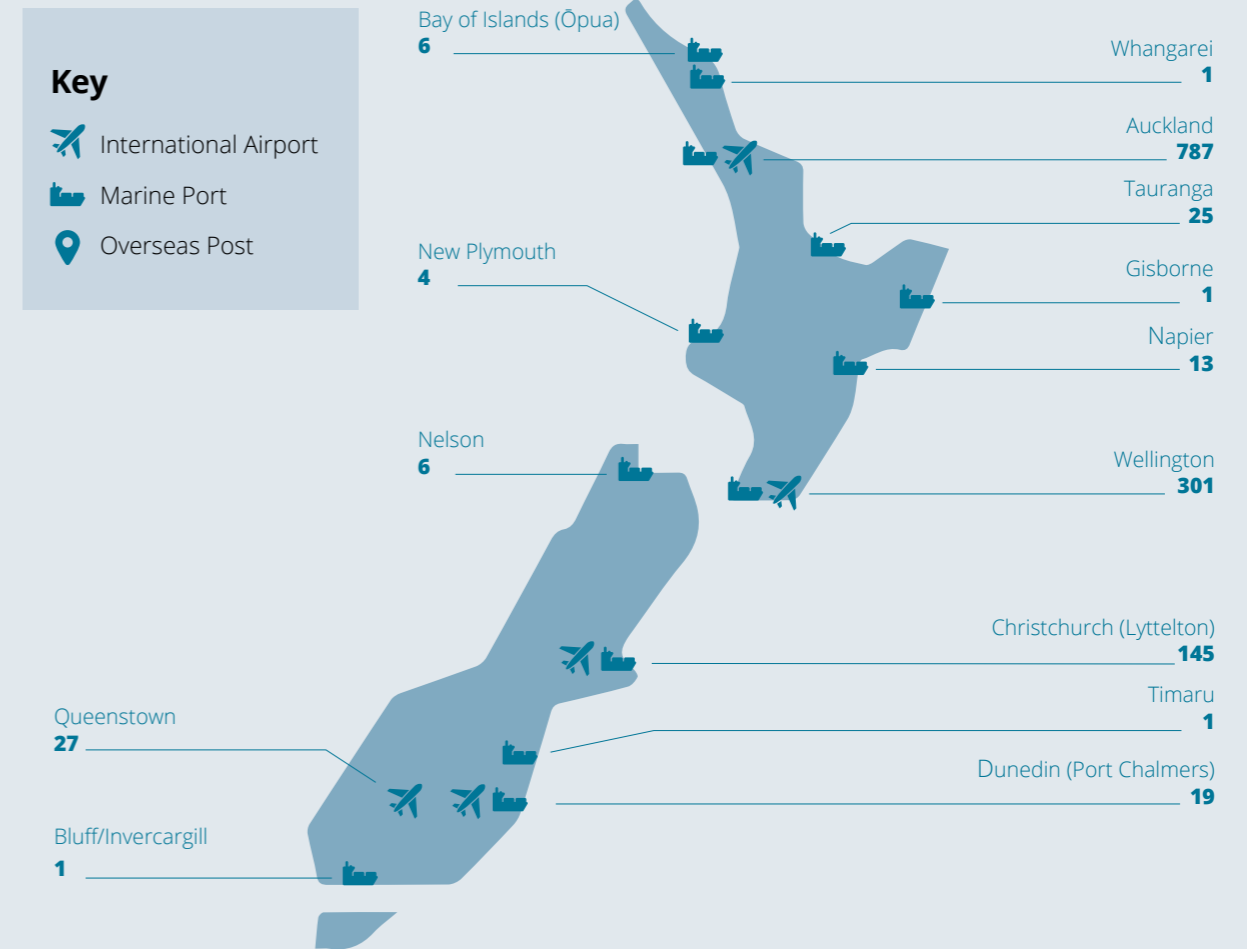 Key
International Airport
Marine Port
Overseas Post
Bay of Islands (Ōpua)
6
Whangarei
1
Auckland
787
Tauranga
25
New Plymouth
4
Gisborne
1
Napier
13
Nelson
6
Wellington
301
Christchurch (Lyttelton)
145
Timaru
1
Queenstown
27
Dunedin (Port Chalmers)
19
Bluff/Invercargill
1